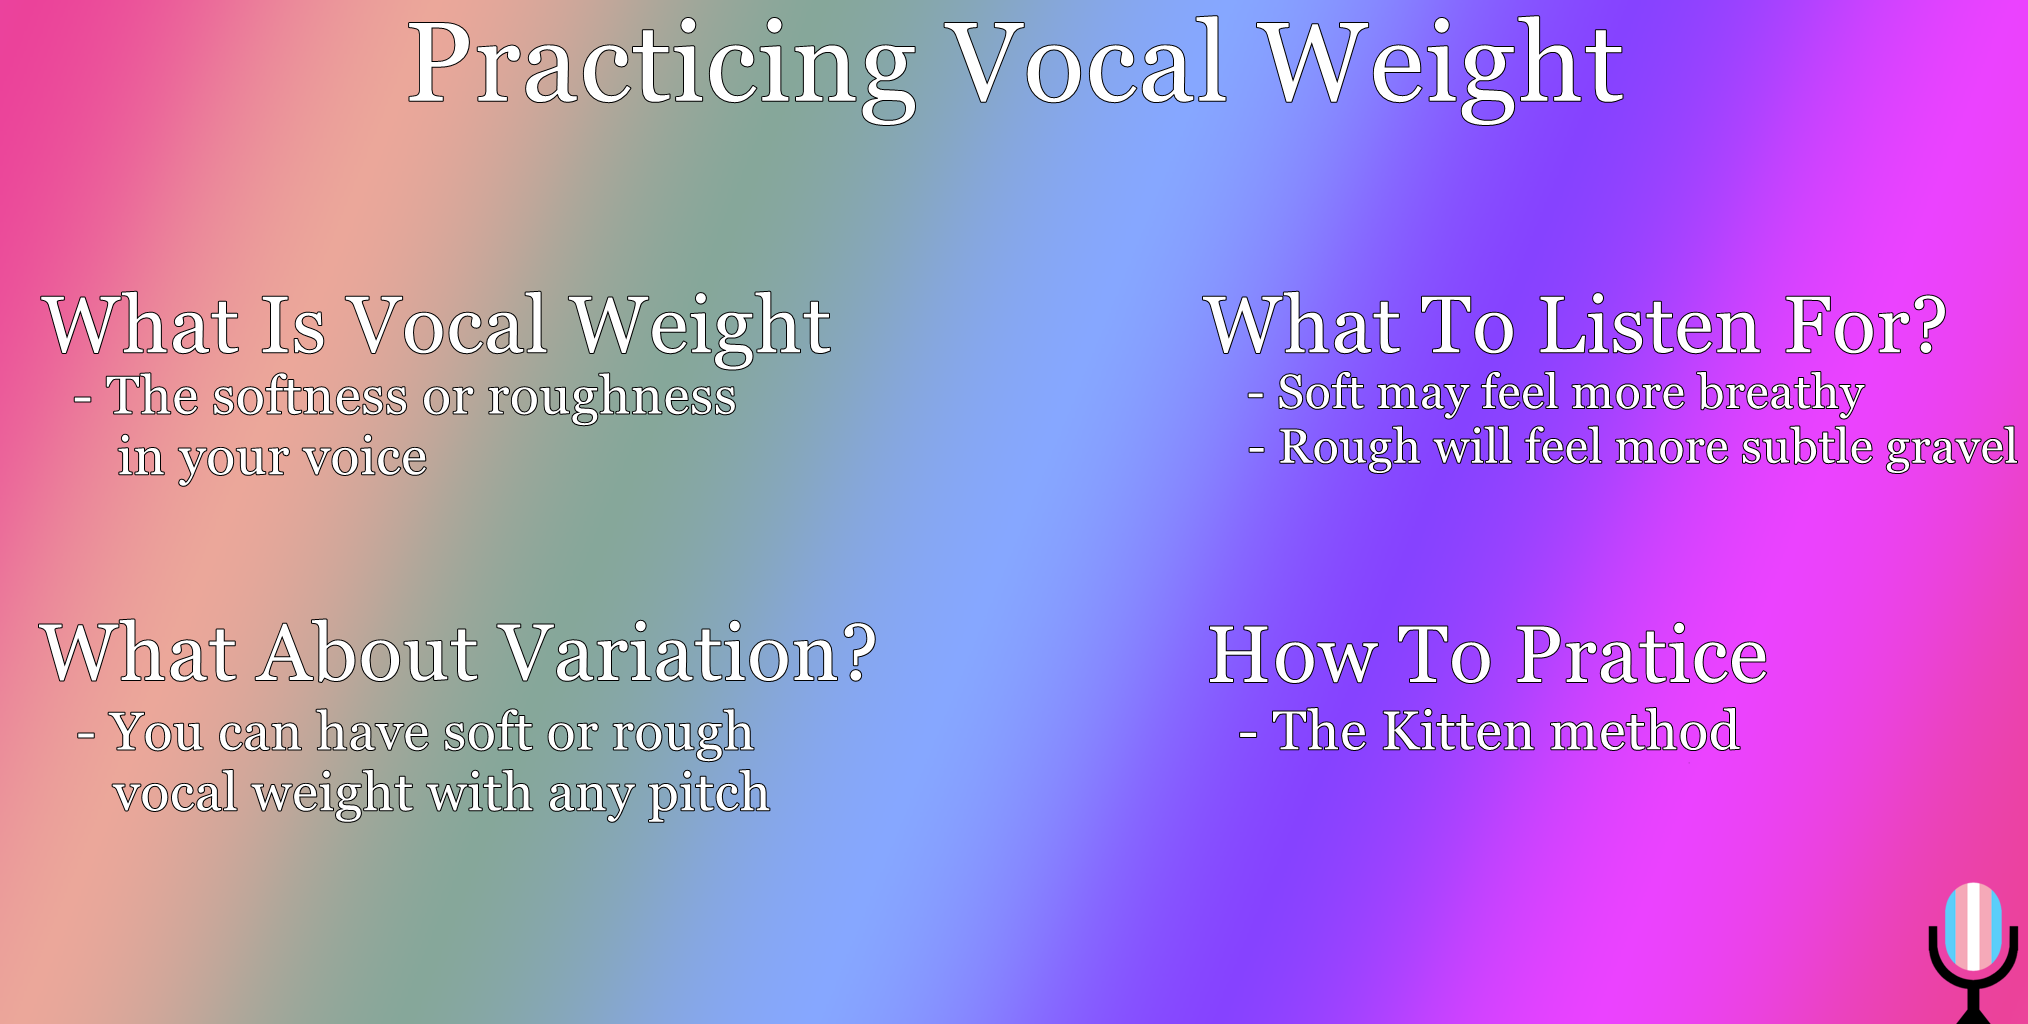 Practicing Vocal Weight
What Is Vocal Weight
- The softness or roughness
in your voice
What To Listen For?
- Soft may feel more breathy
- Rough will feel more subtle gravel
What About Variation?
- You can have soft or rough
vocal weight with any pitch
How To Pratice
- The Kitten method